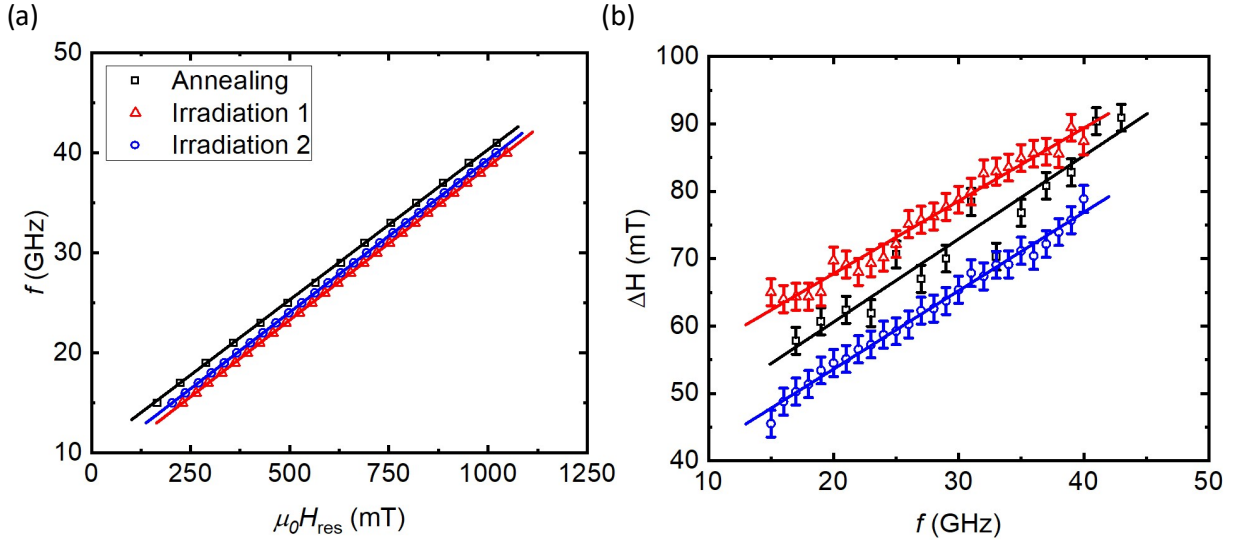 (a)
50
40
30
20
10
f (GHz)
Annealing
Irradiation 1
Irradiation 2
0 250 500 750 1000 1250
μ0Hres (mT)
(b)
100
90
80
70
60
50
40
ΔH (mT)
10 20 30 40 50
f (GHz)